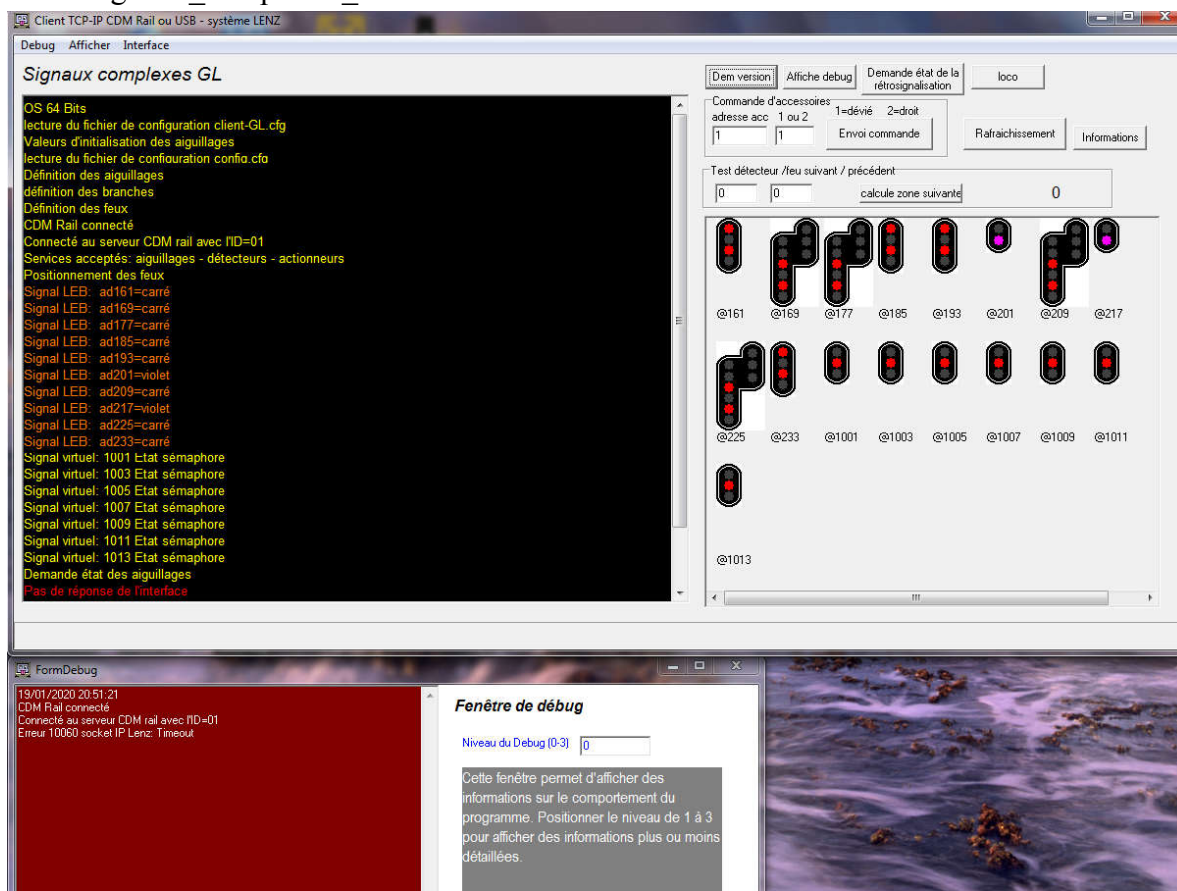 Client TCP-IP CDM Rail ou USB - système LENZ
Debug Afficher Interface
Signaux complexes GL
OS 64 Bits
lecture du fichier de configuration client-GL.cfg
Valeurs d'initialisation des aiguillages
lecture du fichier de configuration config.cfg
Définition des aiguillages
définition des branches
Définition des feux
CDM Rail connecté
Connecté au serveur CDM rail avec l'ID=01
Services acceptés: aiguillages - détecteurs - actionneurs
Positionnement des feux
Signal LEB: ad161=carré
Signal LEB: ad169=carré
Signal LEB: ad177=carré
Signal LEB: ad185=carré
Signal LEB: ad193=carré
Signal LEB: ad201=violet
Signal LEB: ad209=carré
Signal LEB: ad217=violet
Signal LEB: ad225=carré
Signal LEB: ad233=carré
Signal virtuel: 1001 Etat sémaphore
Signal virtuel: 1003 Etat sémaphore
Signal virtuel: 1005 Etat sémaphore
Signal virtuel: 1007 Etat sémaphore
Signal virtuel: 1009 Etat sémaphore
Signal virtuel: 1011 Etat sémaphore
Signal virtuel: 1013 Etat sémaphore
Demande état des aiguillages
Pas de réponse de l'interface
Dem version
Affiche debug
Demande état de la
rétrosignalisation
loco
Commande d'accessoires
adresse acc 1 ou 2 1=dévié 2=droit
1 1 Envoi commande
Rafraichissement
Informations
Test détecteur /feu suivant / précédent
0 0 calcule zone suivante 0
@161 @169 @177 @185 @193 @201 @209 @217
@225 @233 @1001 @1003 @1005 @1007 @1009 @1011
@1013
FormDebug
19/01/2020 20:51:21
CDM Rail connecté
Connecté au serveur CDM rail avec l'ID=01
Erreur 10060 socket IP Lenz: Timeout
Fenêtre de débug
Niveau du Debug (0-3) 0
Cette fenêtre permet d'afficher des
informations sur le comportement du
programme. Positionner le niveau de 1 à 3
pour afficher des informations plus ou moins
détaillées.